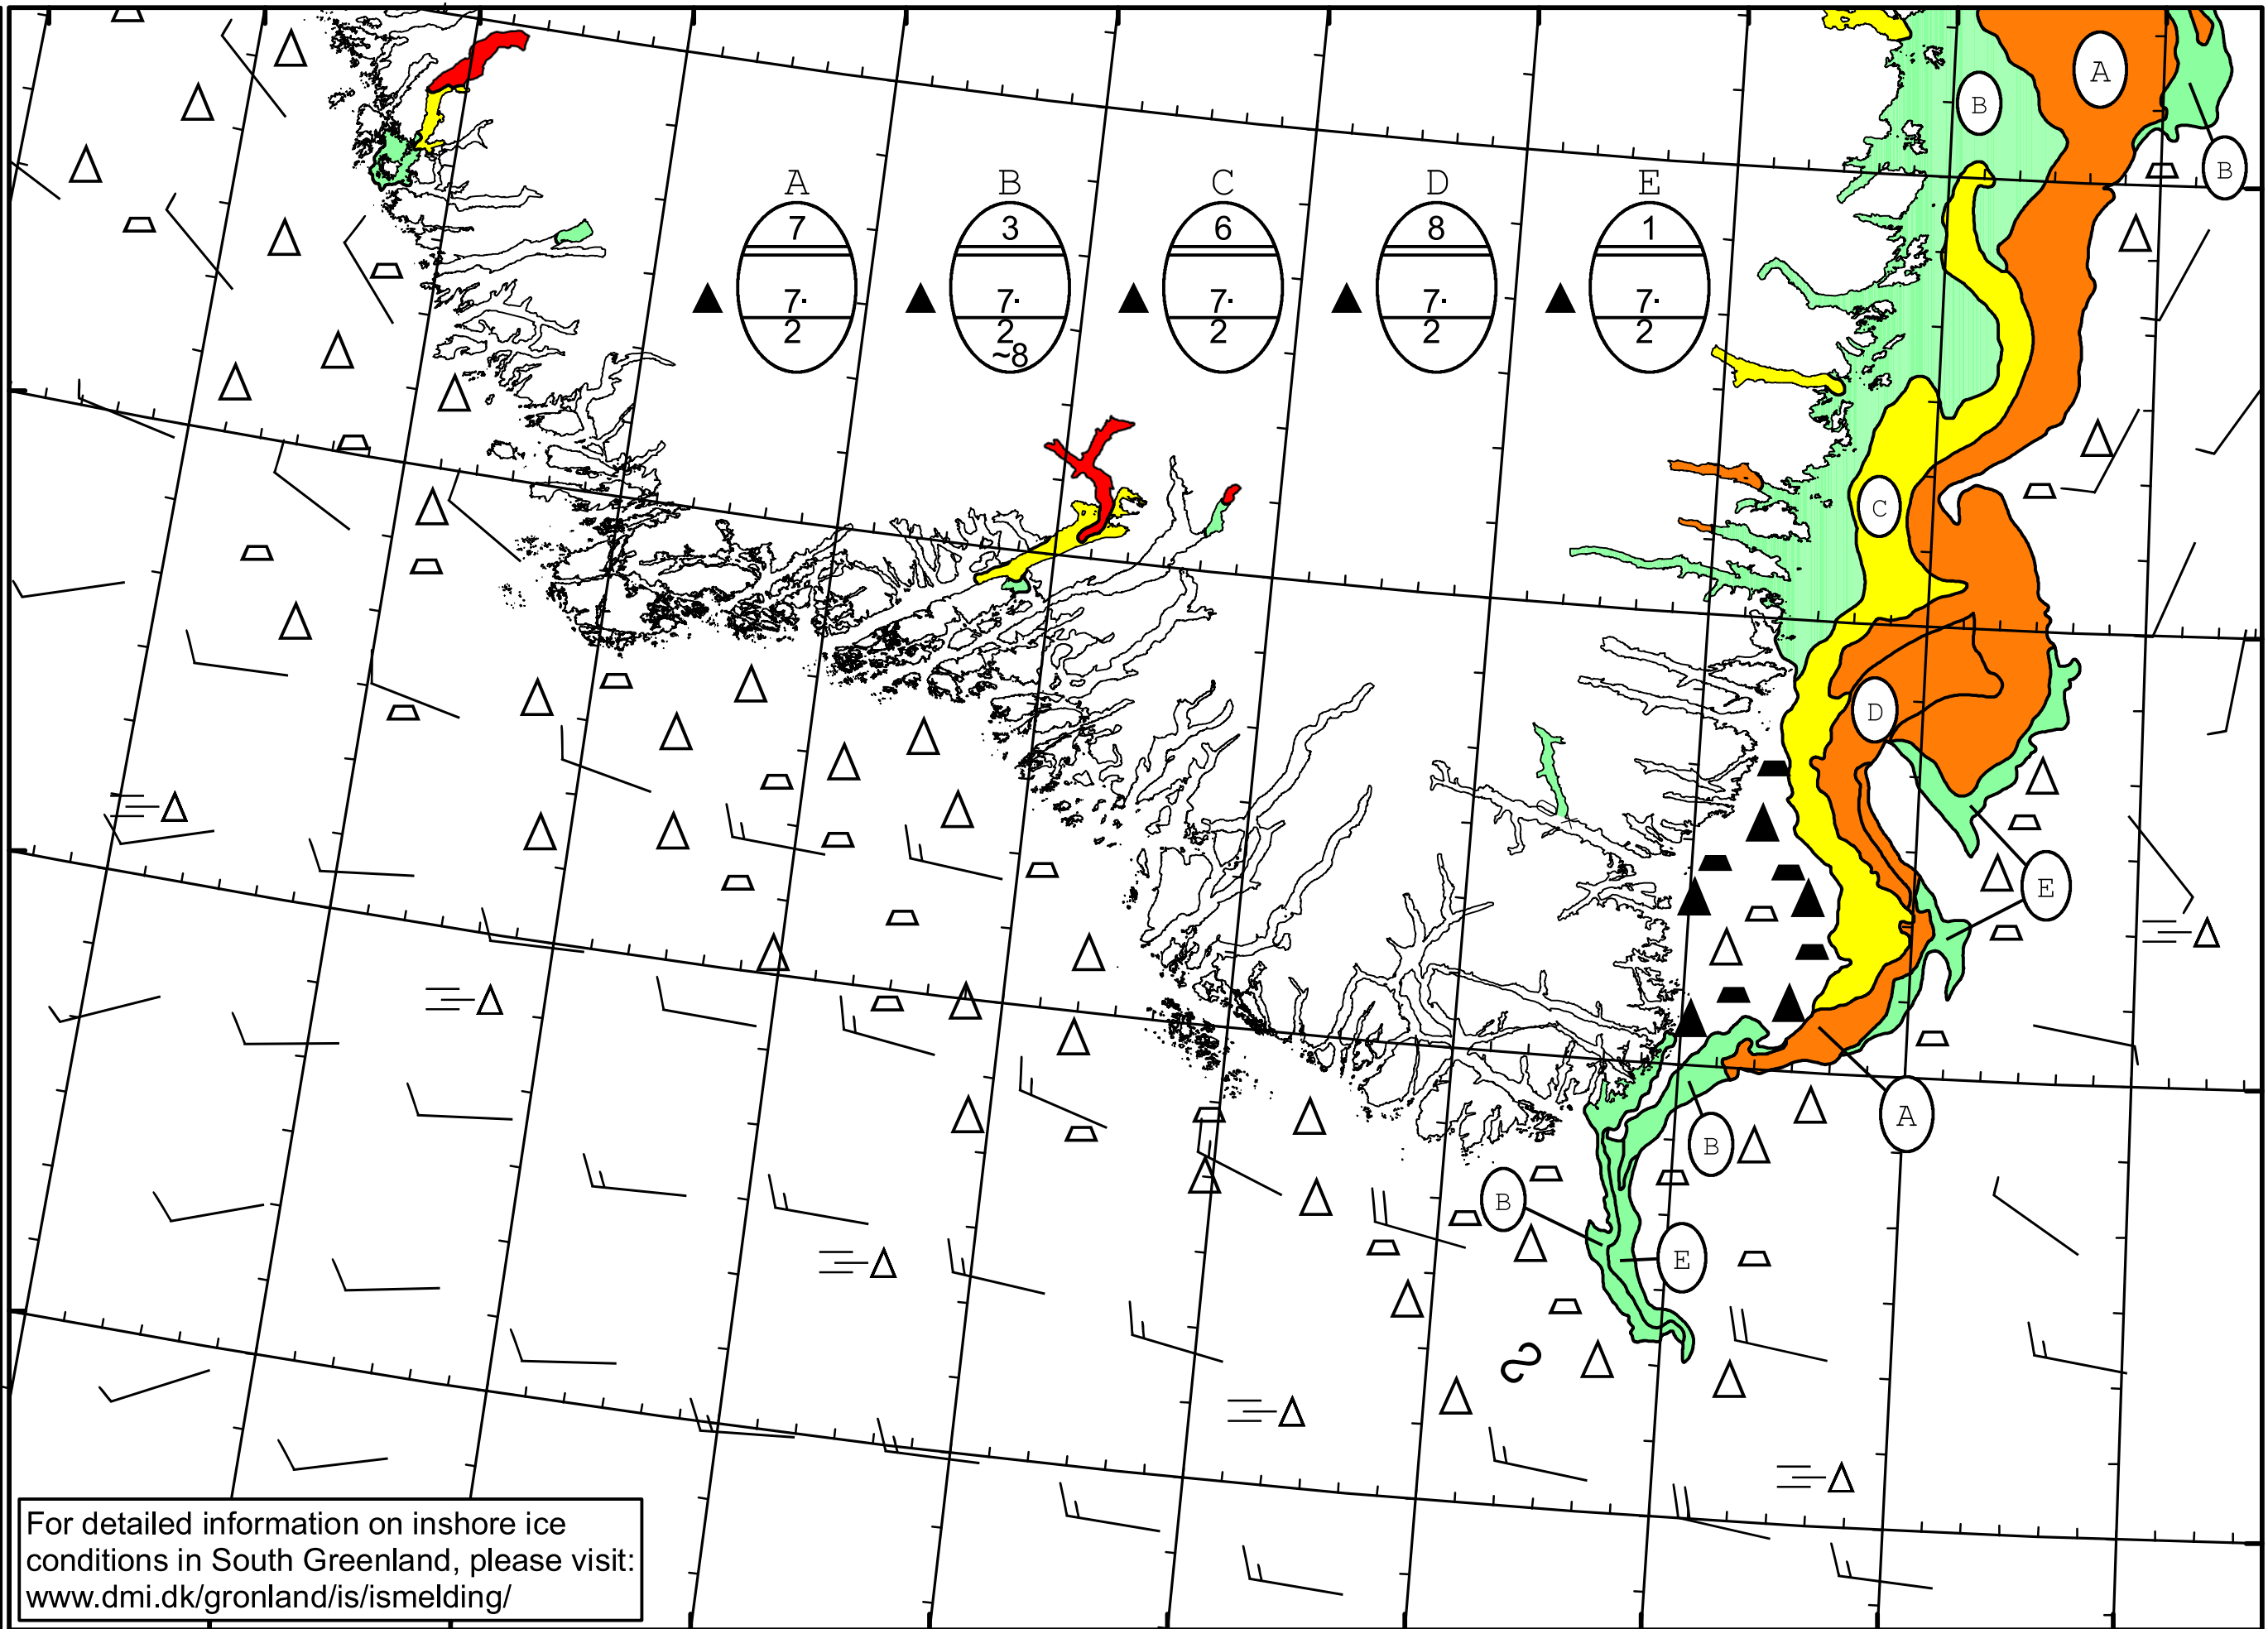 A
B
B
A B C D E
7 3 6 8 1
7. 7. 7. 7. 7.
2 2 2 2 2
~8
C
D
E
A
B
B
E
For detailed information on inshore ice
conditions in South Greenland, please visit:
www.dmi.dk/gronland/is/ismelding/